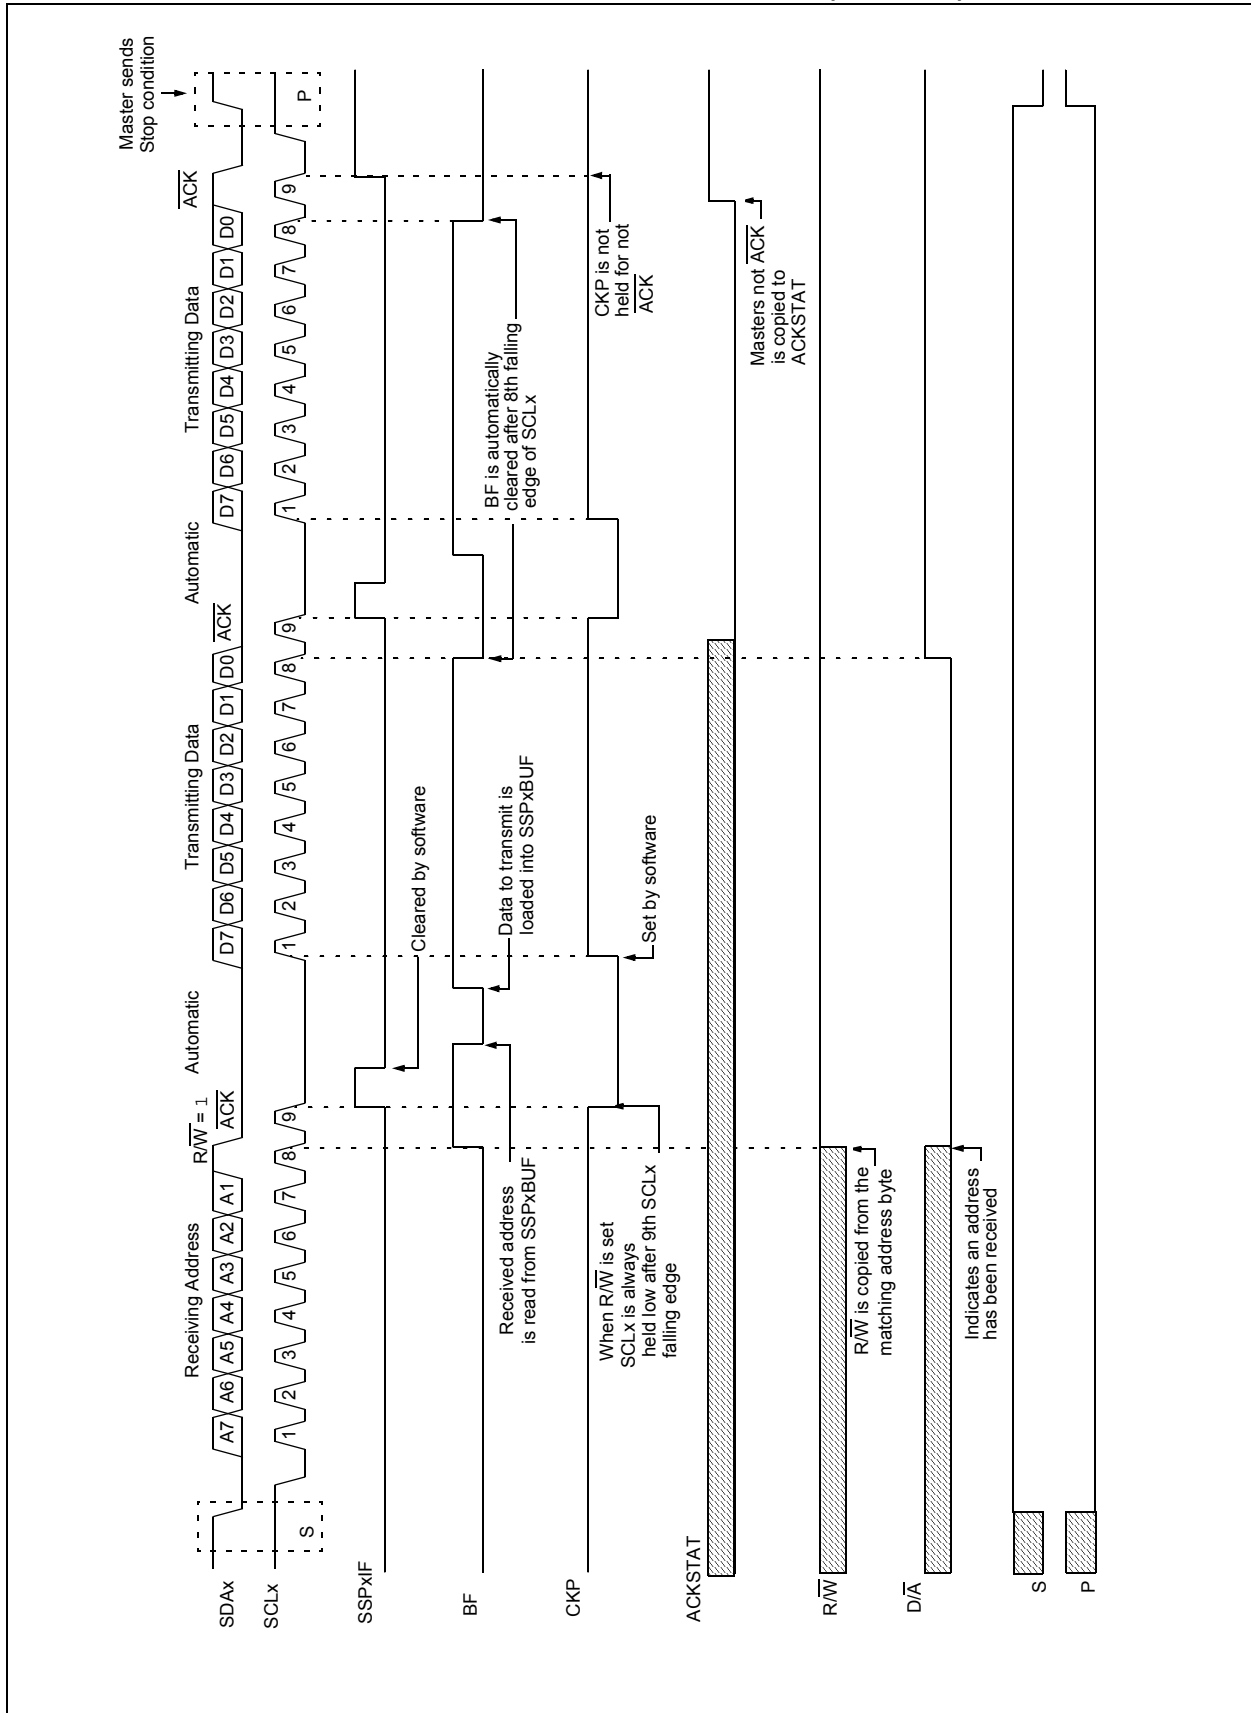 Master sends
Stop condition
Receiving Address
R/W = 1
ACK
Automatic
Transmitting Data
ACK
Automatic
Transmitting Data
ACK
SDAx
A7 A6 A5 A4 A3 A2 A1
D7 D6 D5 D4 D3 D2 D1 D0
D7 D6 D5 D4 D3 D2 D1 D0
SCLx
S
1 2 3 4 5 6 7 8 9
1 2 3 4 5 6 7 8 9
1 2 3 4 5 6 7 8 9
P
SSPxIF
Cleared by software
BF
Received address
is read from SSPxBUF
Data to transmit is
loaded into SSPxBUF
BF is automatically
cleared after 8th falling
edge of SCLx
CKP
When R/W is set
SCLx is always
held low after 9th SCLx
falling edge
Set by software
CKP is not
held for not
ACK
ACKSTAT
Masters not ACK
is copied to
ACKSTAT
R/W
R/W is copied from the
matching address byte
D/A
Indicates an address
has been received
S
P